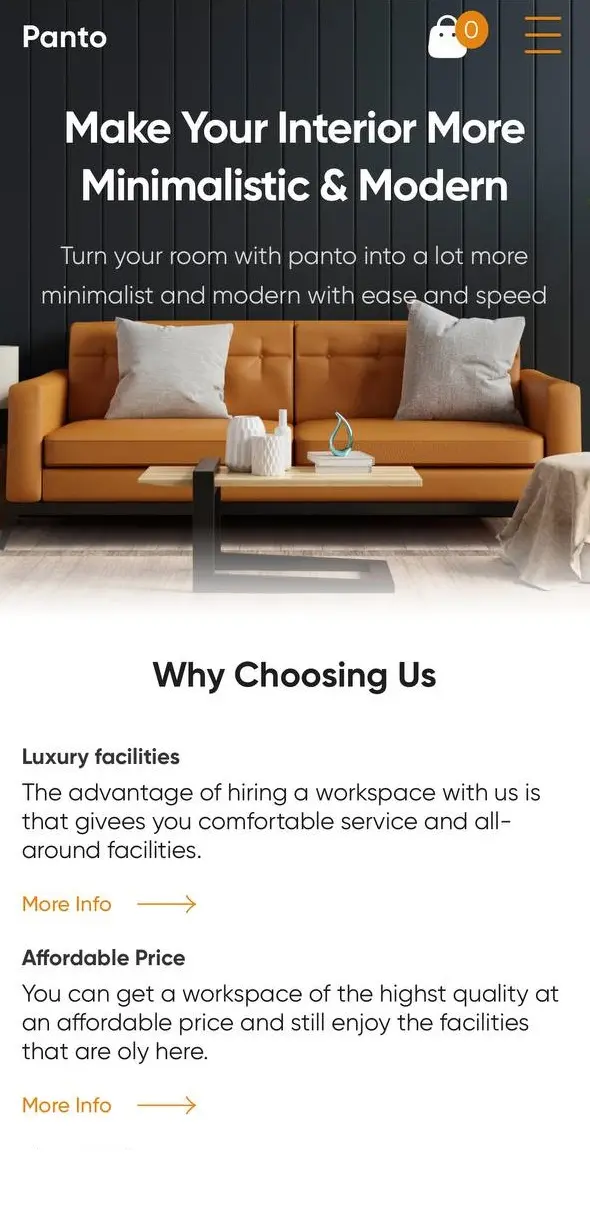 Panto
0
Make Your Interior More
Minimalistic & Modern
Turn your room with panto into a lot more
minimalist and modern with ease and speed
Why Choosing Us
Luxury facilities
The advantage of hiring a workspace with us is
that givees you comfortable service and all-
around facilities.
More Info
Affordable Price
You can get a workspace of the highst quality at
an affordable price and still enjoy the facilities
that are oly here.
More Info